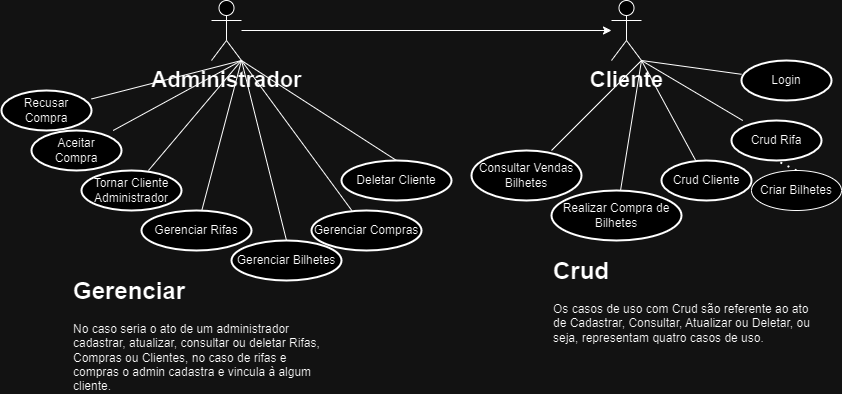 Administrador
Cliente
Recusar
Compra
Aceitar
Compra
Tornar Cliente
Administrador
Gerenciar Rifas
Gerenciar Bilhetes
Gerenciar Compras
Deletar Cliente
Consultar Vendas
Bilhetes
Realizar Compra de
Bilhetes
Crud Cliente
Login
Crud Rifa
Criar Bilhetes
Gerenciar
No caso seria o ato de um administrador
cadastrar, atualizar, consultar ou deletar Rifas,
Compras ou Clientes, no caso de rifas e
compras o admin cadastra e vincula à algum
cliente.
Crud
Os casos de uso com Crud são referente ao ato
de Cadastrar, Consultar, Atualizar ou Deletar, ou
seja, representam quatro casos de uso.